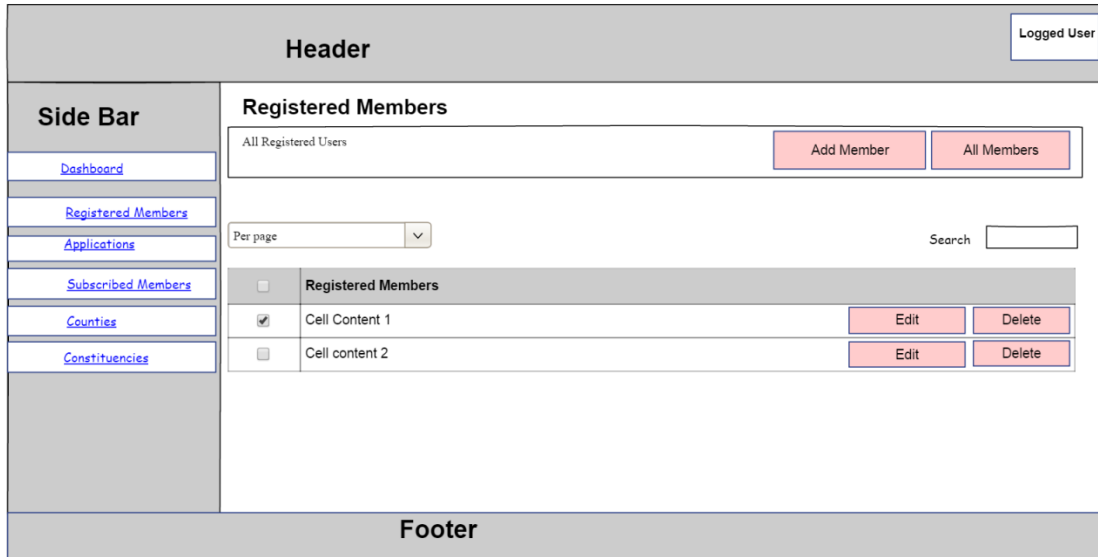 Header
Logged User
Side Bar
Dashboard
Registered Members
Applications
Subscribed Members
Counties
Constituencies
Registered Members
All Registered Users
Add Member
All Members
Per page
Search
Registered Members
Cell Content 1
Edit
Delete
Cell content 2
Edit
Delete
Footer